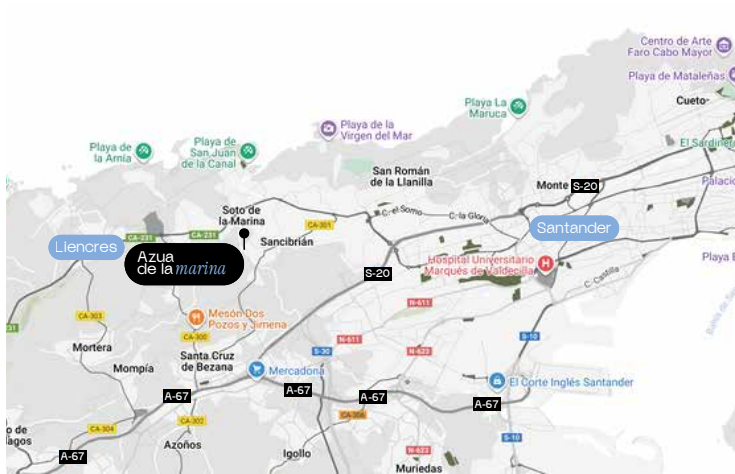 Centro de Arte
Faro Cabo Mayor
Playa de Mataleñas
Cueto
Playa La
Maruca
Playa de la
Virgen del Mar
Playa de
la Arnía
Playa de
San Juan
de la Canal
El Sardiner
San Román
de la Llanilla
Monte
S-20
Palacio
Soto de
la Marina
C.-el Somo
C.-la Gloria
CA-301
Santander
Liencres
CA-231
CA-231
Sancibrián
Azua
de la marina
Hospital Universitario
Marqués de Valdecilla
Playa B
S-20
C. Castilla
N-611
CA-303
Mesón Dos
Pozos y Jimena
CA-300
231
N-611
S-10
Mortera
Santa Cruz
de Bezana
S-30
N-623
Mompía
Mercadona
El Corte Inglés Santander
A-67
A-67
A-67
A-67
CA-304
CA-302
CA-308
S-10
o de
lagos
Azoños
Igollo
N-623
A-67
Muriedas